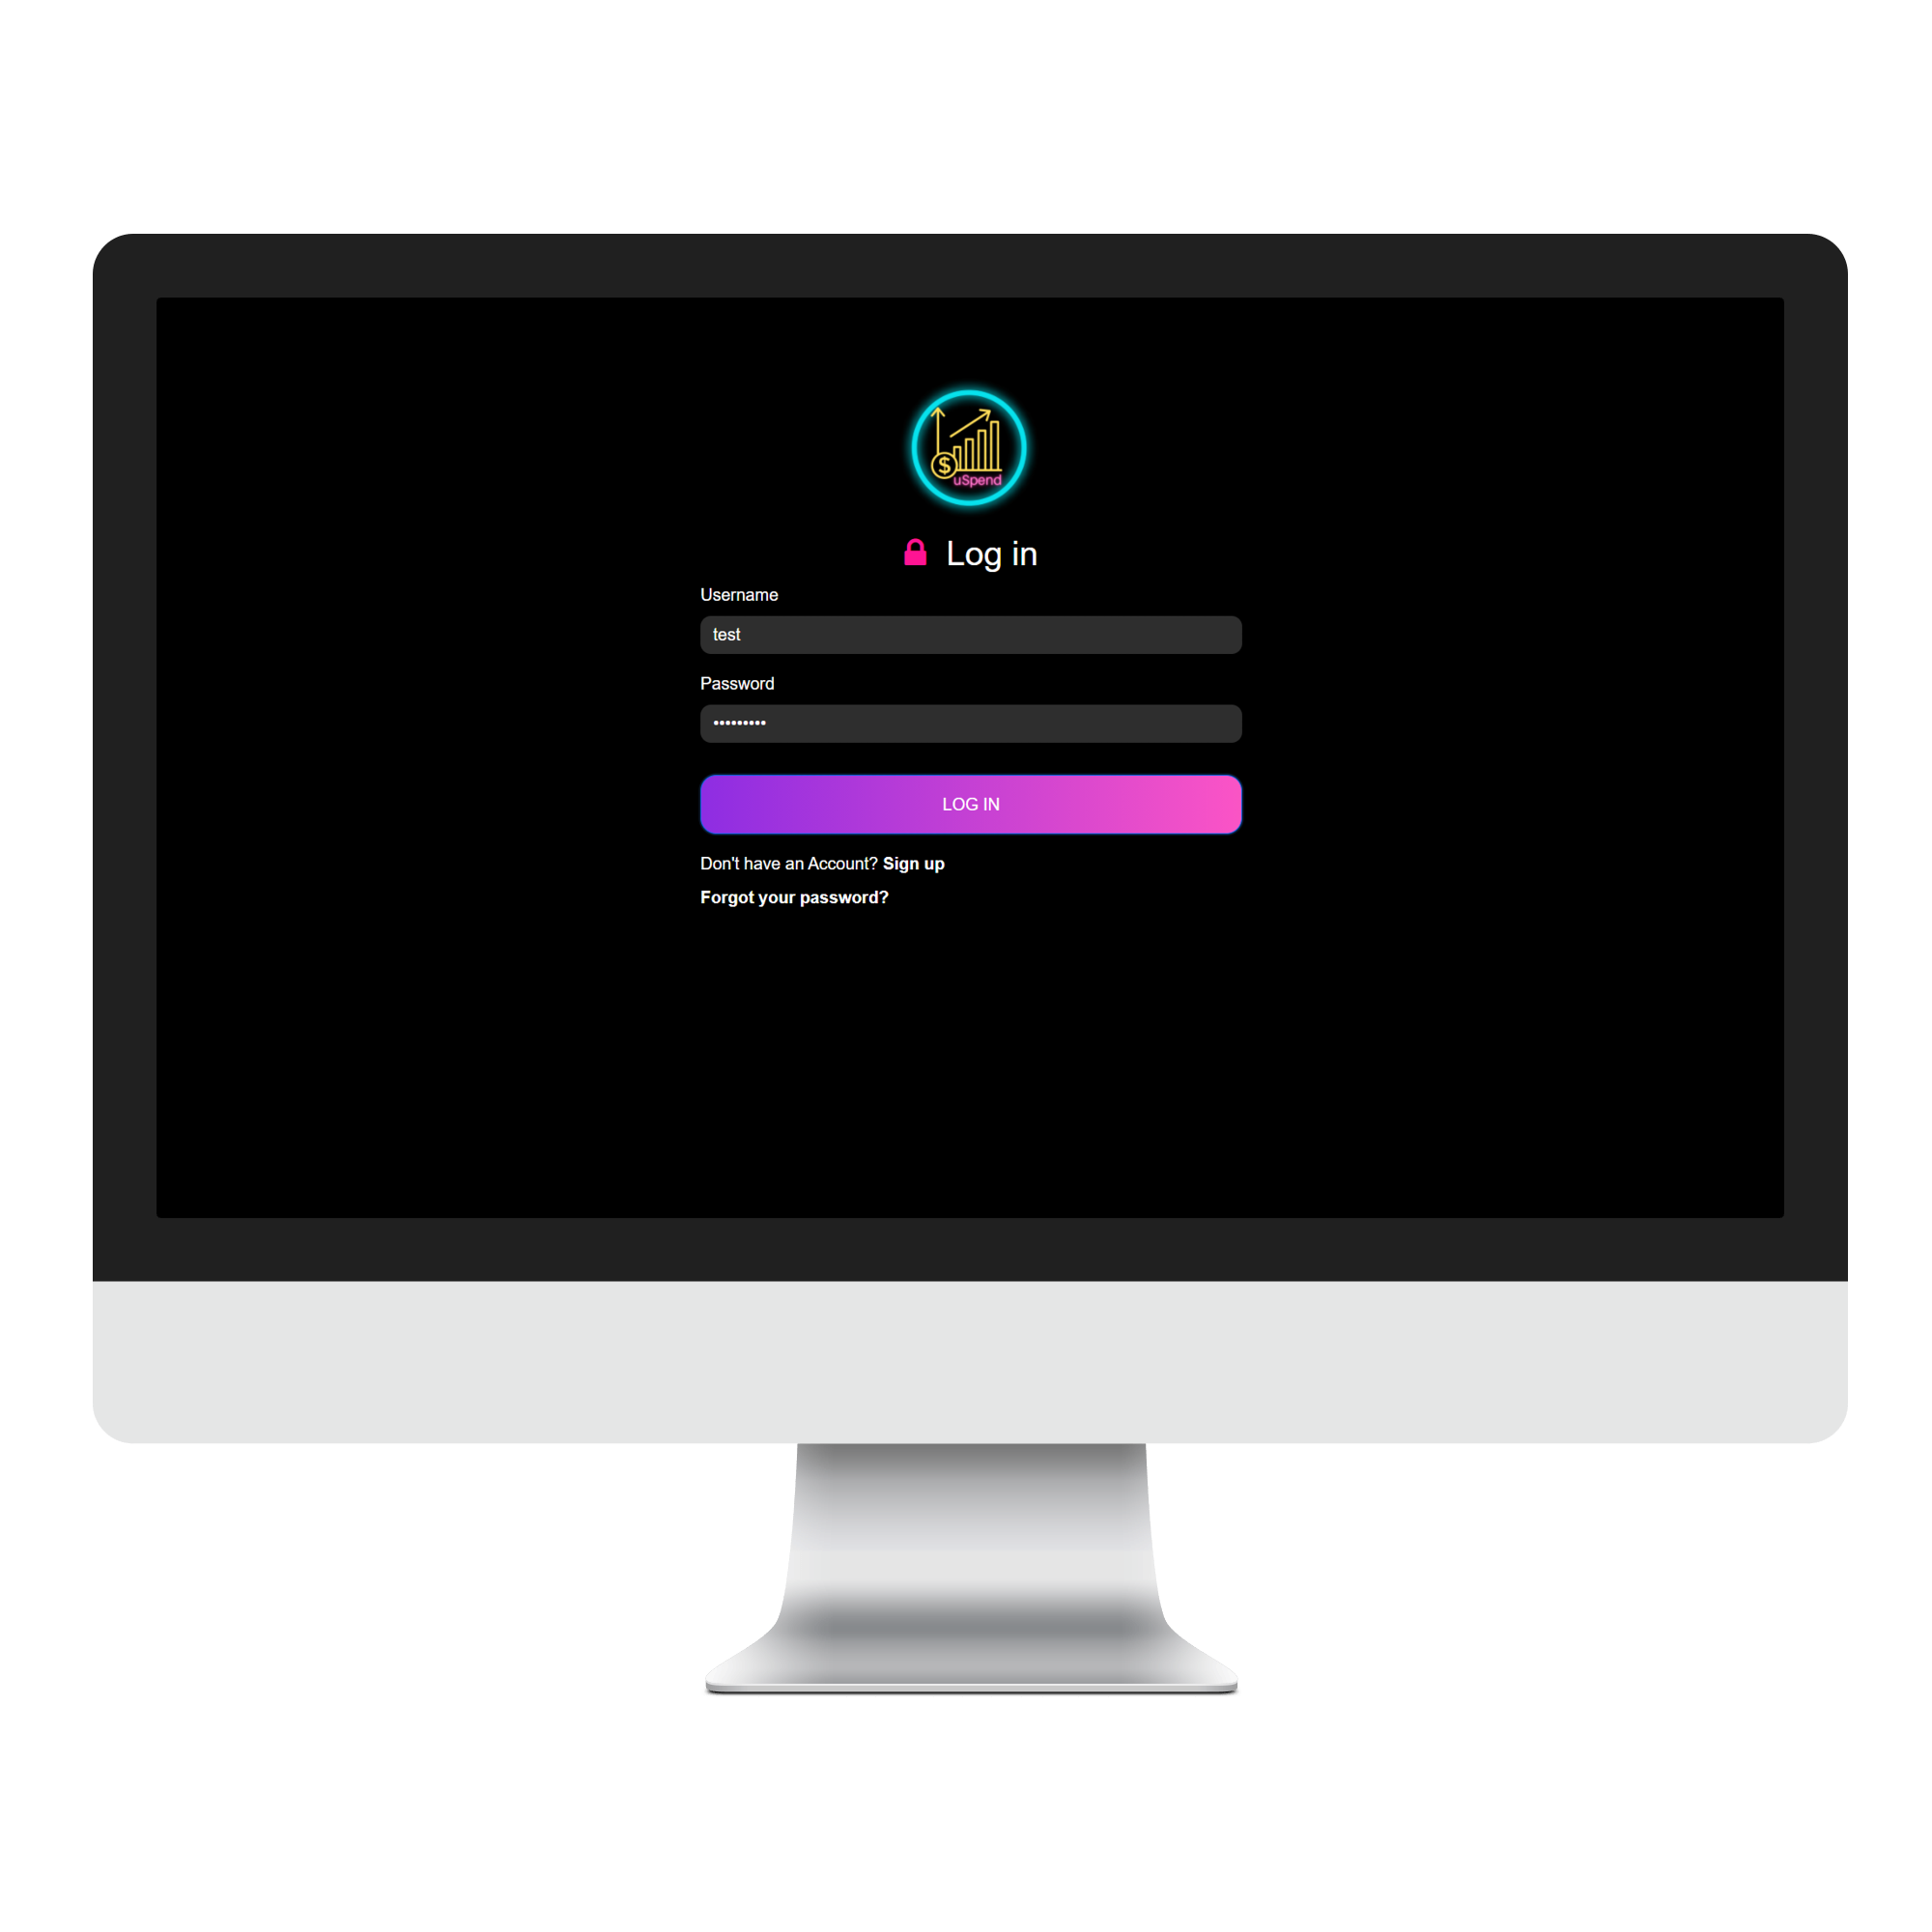 $
uSpend
Log in
Username
test
Password
•••••••••
LOG IN
Don't have an Account? Sign up
Forgot your password?